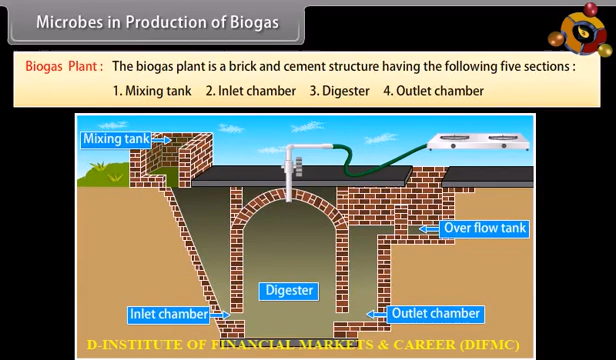 Microbes in Production of Biogas
Biogas Plant : The biogas plant is a brick and cement structure having the following five sections :
1. Mixing tank 2. Inlet chamber 3. Digester 4. Outlet chamber
Mixing tank
Over flow tank
Digester
Inlet chamber
Outlet chamber
D-INSTITUTE OF FINANCIAL MARKETS & CAREER (DIFMC)